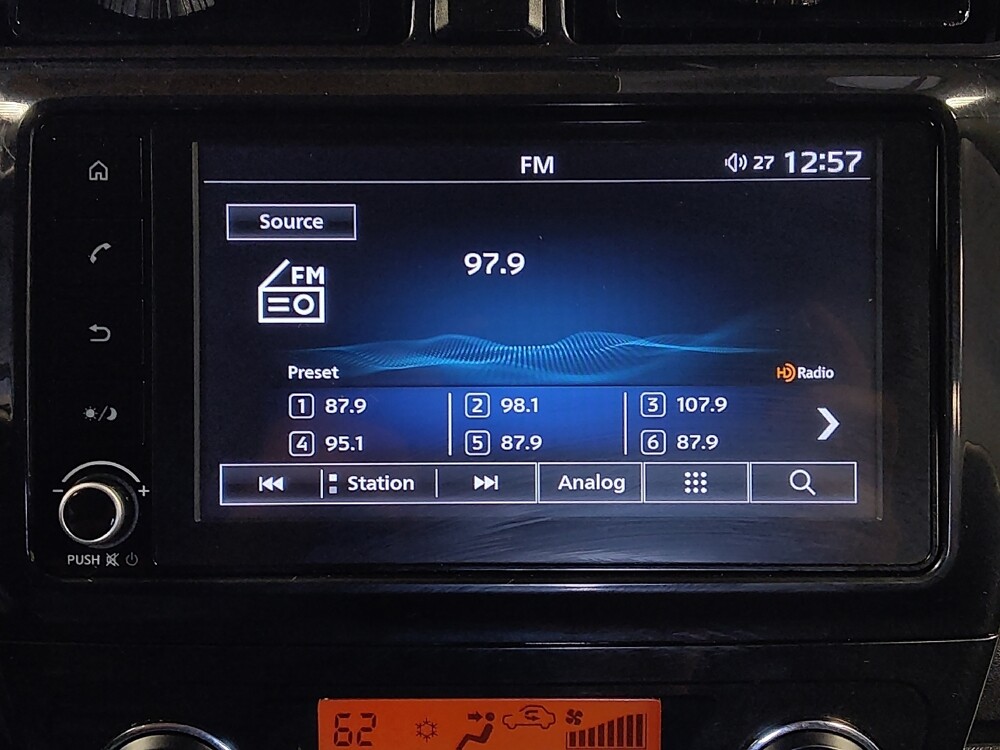 FM
27 12:57
Source
FM
97.9
Preset
HD Radio
1 87.9 2 98.1 3 107.9
4 95.1 5 87.9 6 87.9
Station Analog
- +
PUSH
62